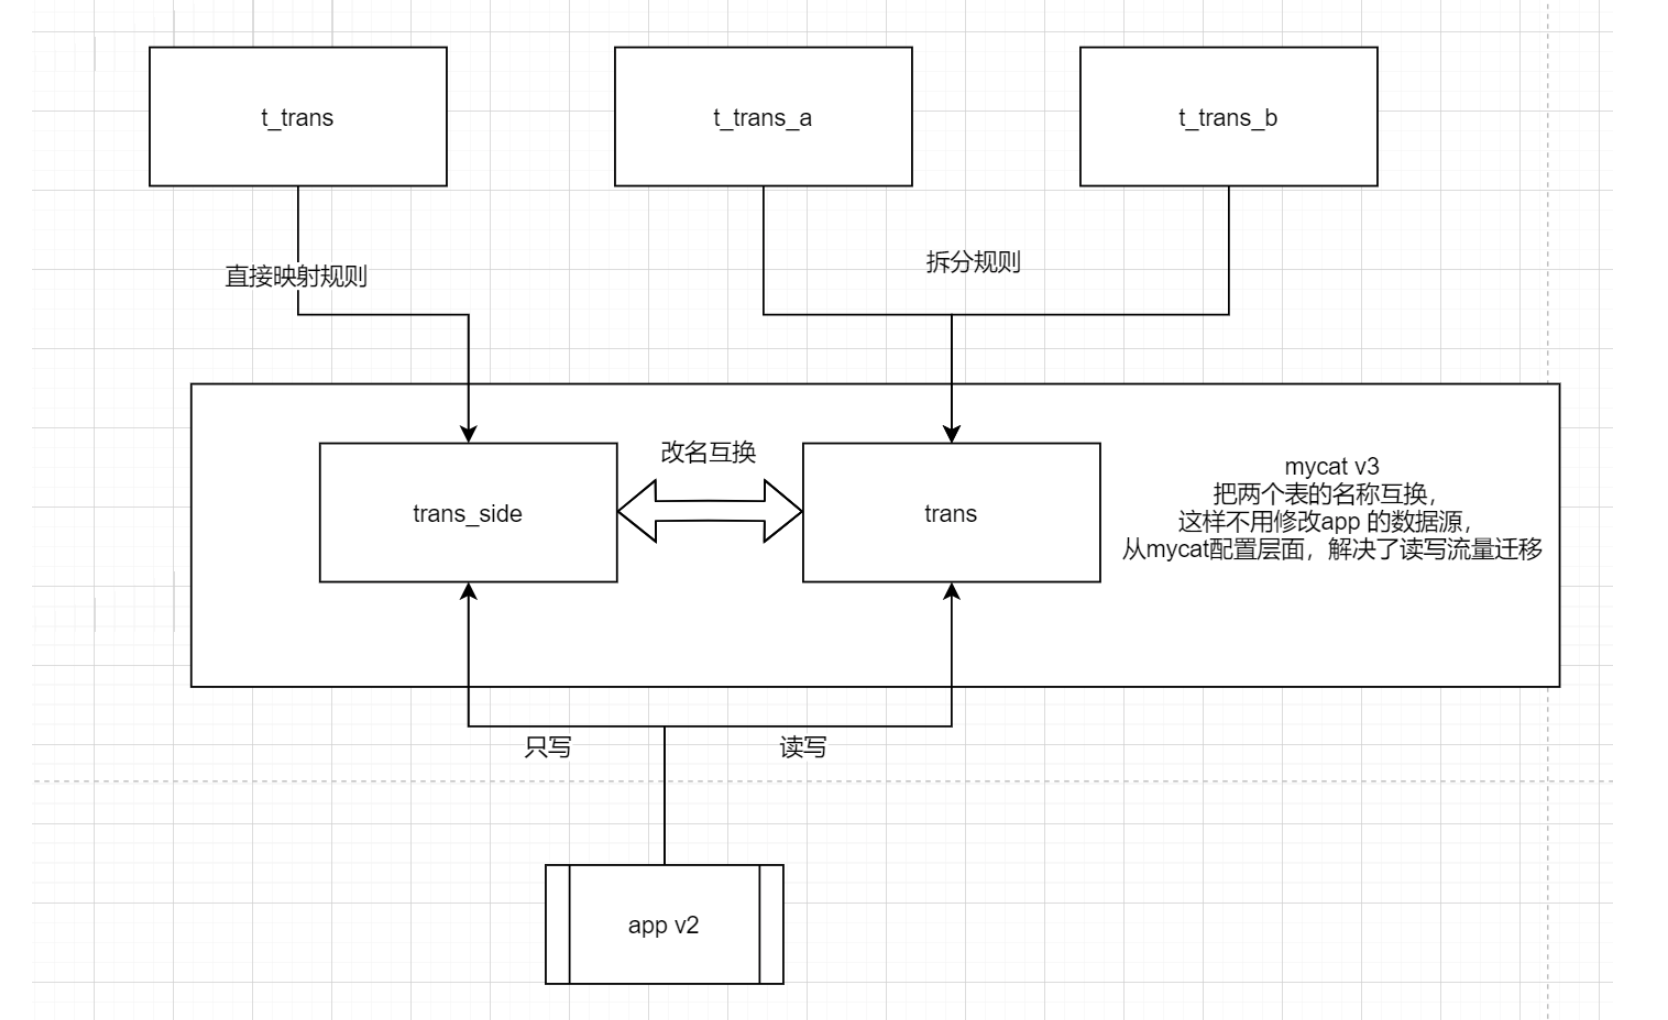 t_trans
t_trans_a
t_trans_b
直接映射规则
拆分规则
改名互换
trans_side
trans
mycat v3
把两个表的名称互换，
这样不用修改app 的数据源，
从mycat配置层面，解决了读写流量迁移
只写
读写
app v2